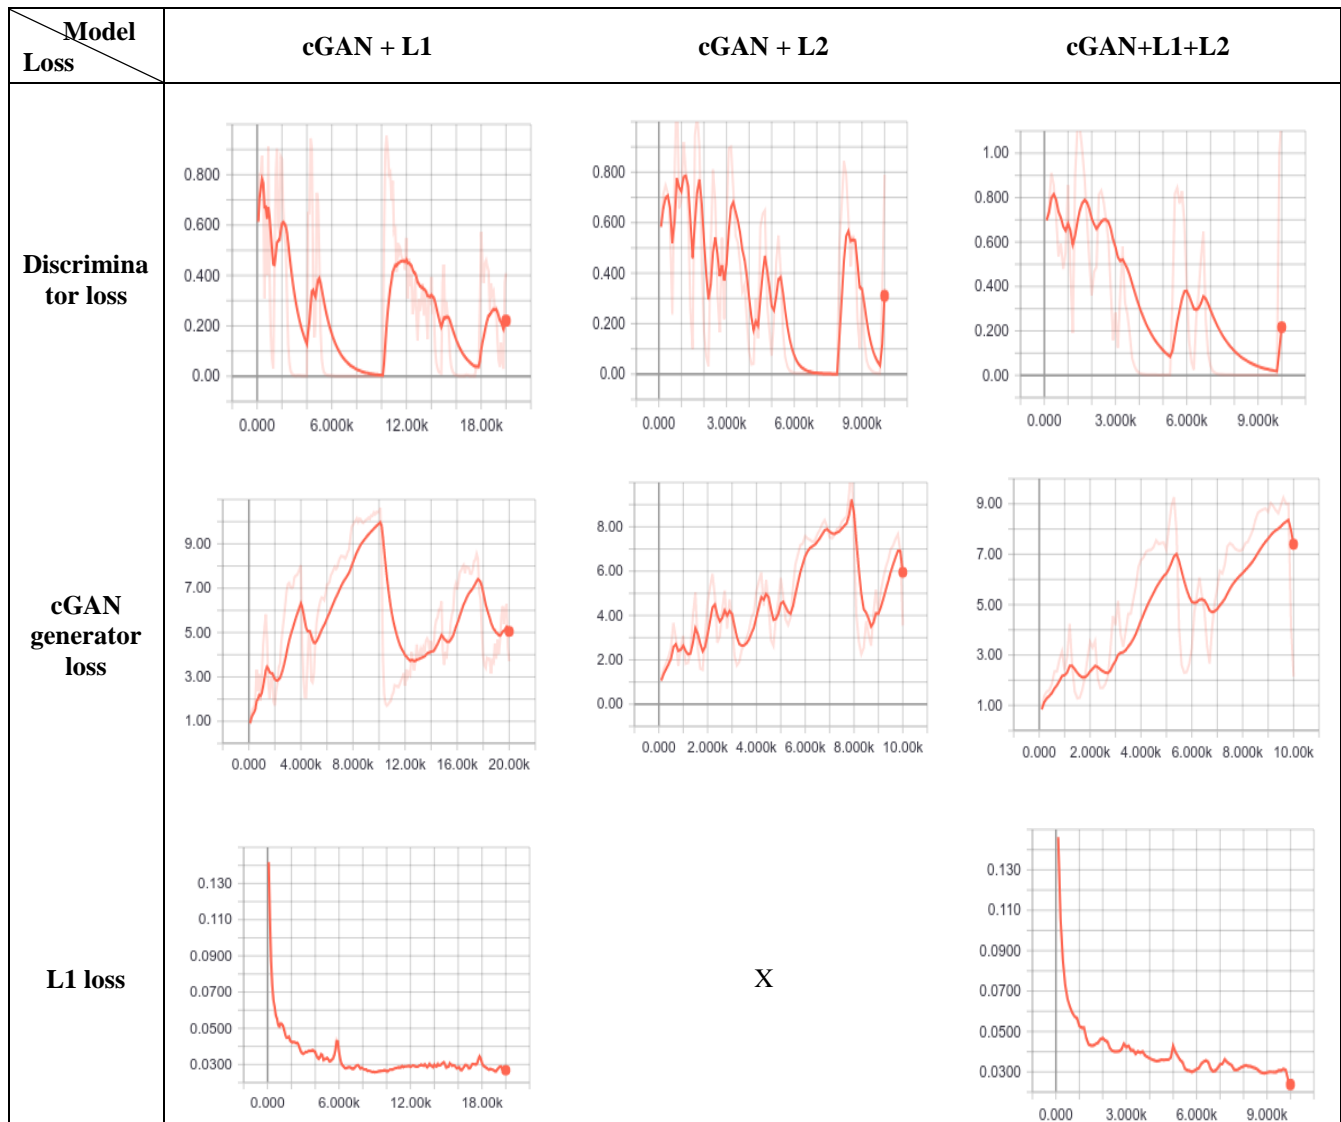 Model
Loss
cGAN + L1
cGAN + L2
cGAN+L1+L2
Discrimina
tor loss
0.800
0.600
0.400
0.200
0.00
0.000 6.000k 12.00k 18.00k
0.800
0.600
0.400
0.200
0.00
0.000 3.000k 6.000k 9.000k
1.00
0.800
0.600
0.400
0.200
0.00
0.000 3.000k 6.000k 9.000k
cGAN
generator
loss
9.00
7.00
5.00
3.00
1.00
0.000 4.000k 8.000k 12.00k 16.00k 20.00k
8.00
6.00
4.00
2.00
0.00
0.000 2.000k 4.000k 6.000k 8.000k 10.00k
9.00
7.00
5.00
3.00
1.00
0.000 2.000k 4.000k 6.000k 8.000k 10.00k
L1 loss
0.130
0.110
0.0900
0.0700
0.0500
0.0300
0.000 6.000k 12.00k 18.00k
X
0.130
0.110
0.0900
0.0700
0.0500
0.0300
0.000 3.000k 6.000k 9.000k